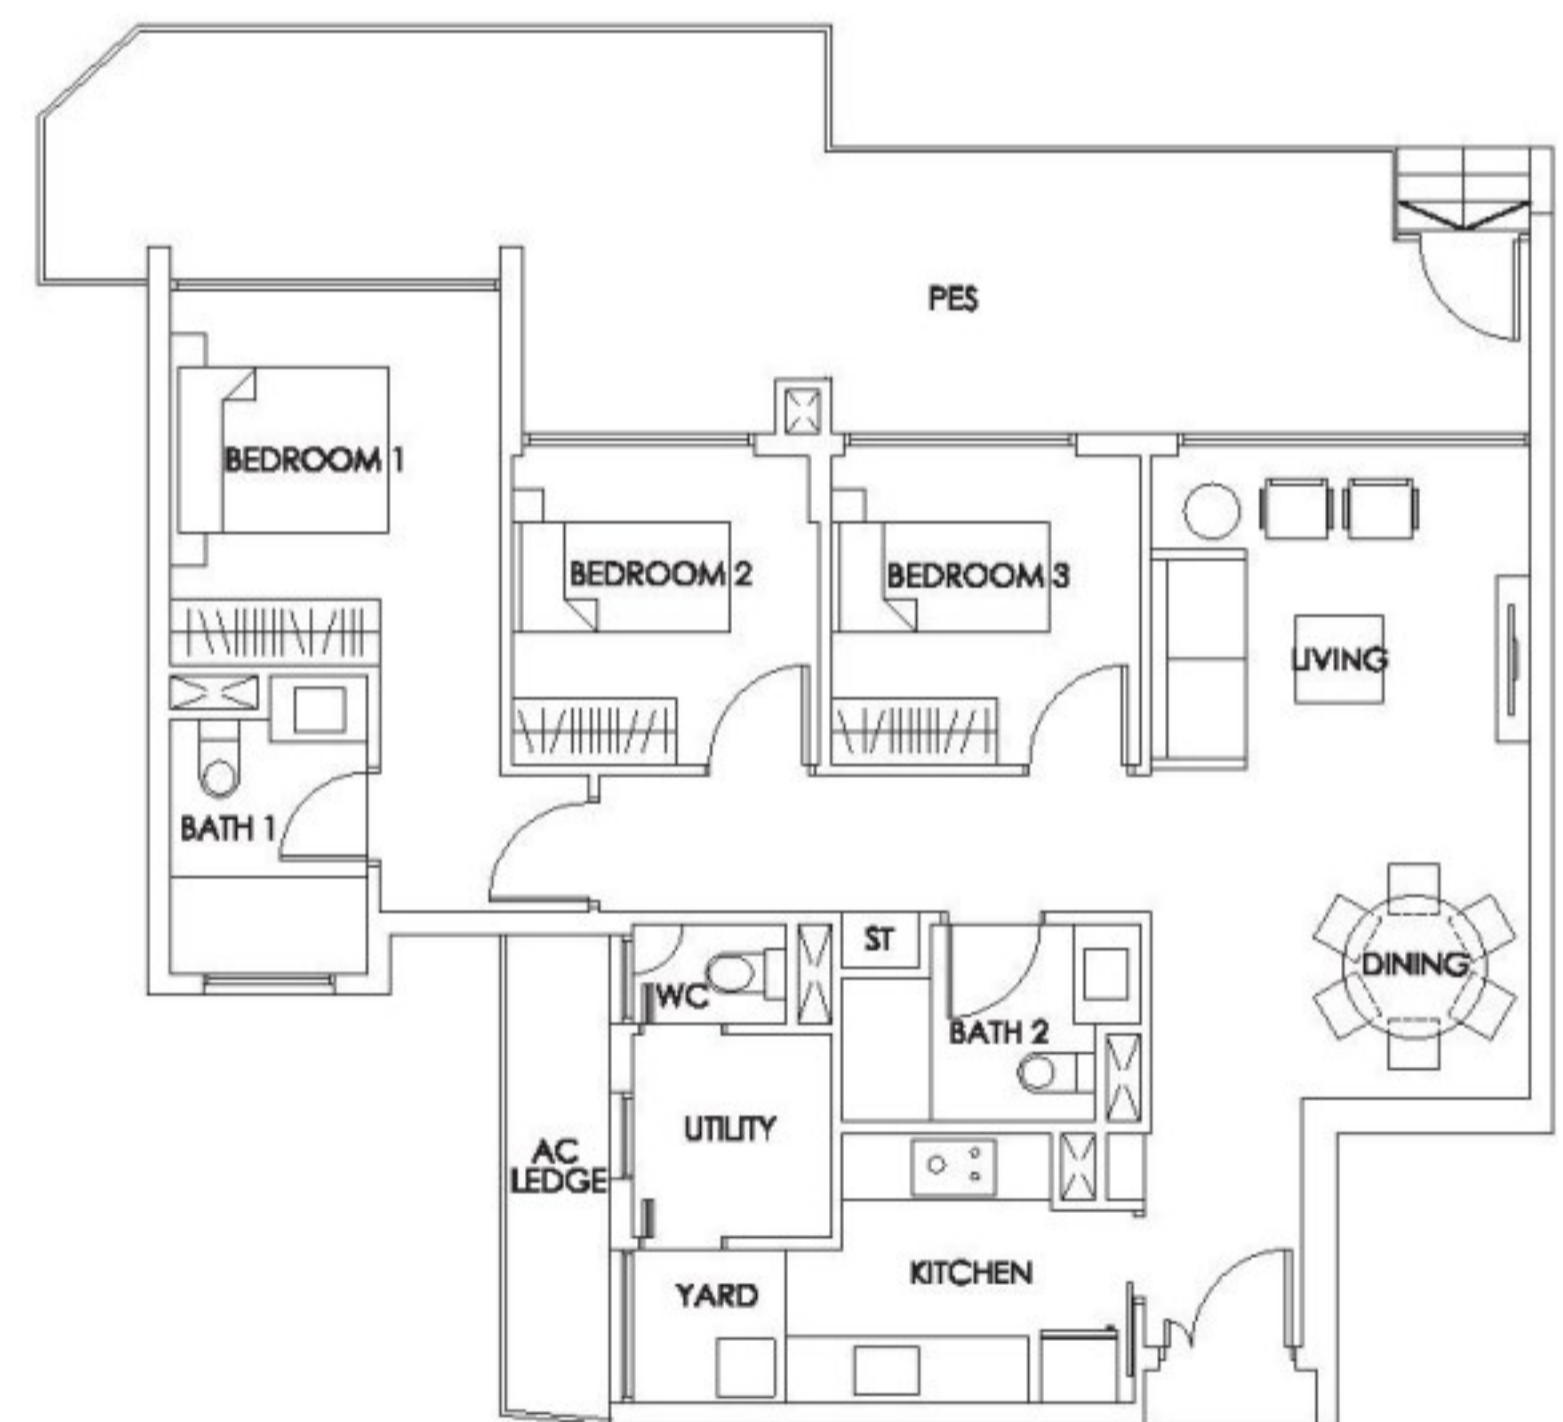 PES
BEDROOM 1
BEDROOM 2
BEDROOM 3
LIVING
BATH 1
ST
DINING
WC
BATH 2
UTILITY
AC
LEDGE
KITCHEN
YARD